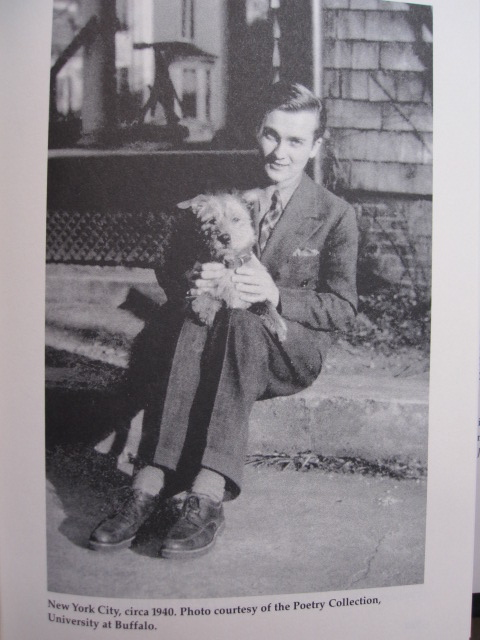 New York City, circa 1940. Photo courtesy of the Poetry Collection,
University at Buffalo.